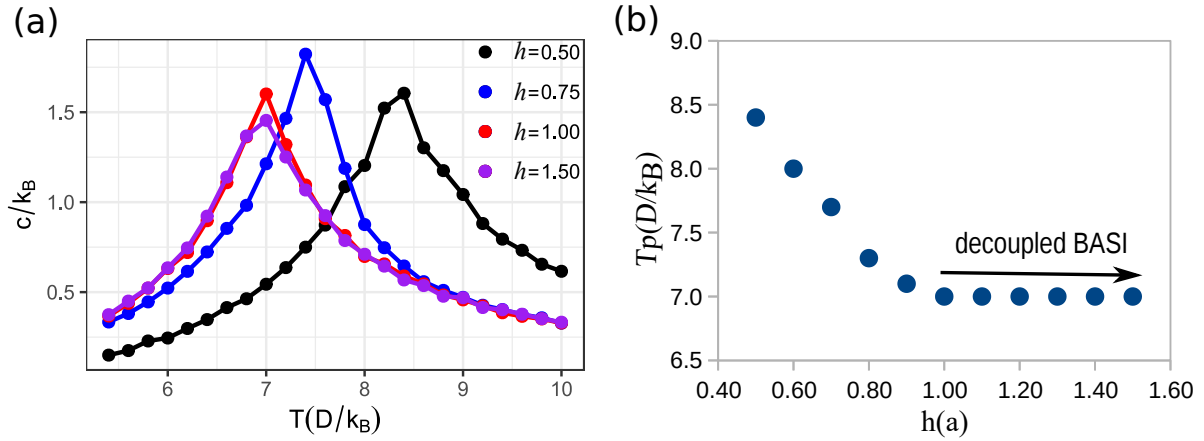 (a)
h=0.50
h=0.75
h=1.00
h=1.50
c/kB
1.5
1.0
0.5
6 7 8 9 10
T(D/kB)
(b)
9.0
8.5
8.0
7.5
7.0
6.5
Tp(D/kB)
decoupled BASI
0.40 0.60 0.80 1.00 1.20 1.40 1.60
h(a)